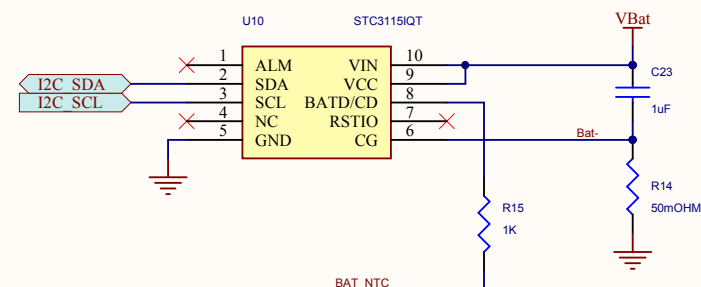 U10 STC3115IQT VBat
1 ALM VIN 10
I2C_SDA 2 SDA VCC 9
I2C_SCL 3 SCL BATD/CD 8
4 NC RSTIO 7
5 GND CG 6
C23
1uF
Bat-
R14
50mOHM
R15
1K
BAT_NTC